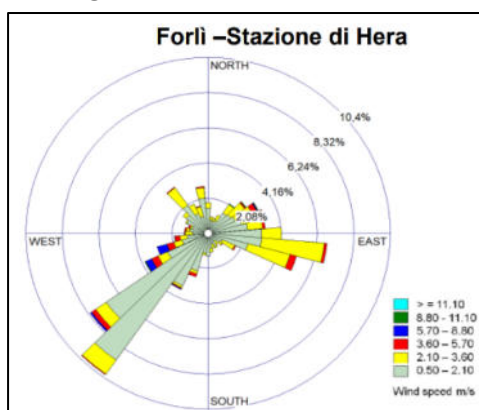 Forlì –Stazione di Hera
NORTH
10,4%
8,32%
6,24%
4,16%
2,08%
WEST
EAST
SOUTH
> = 11.10
8.80 - 11.10
5.70 - 8.80
3.60 - 5.70
2.10 - 3.60
0.50 - 2.10
Wind speed m/s